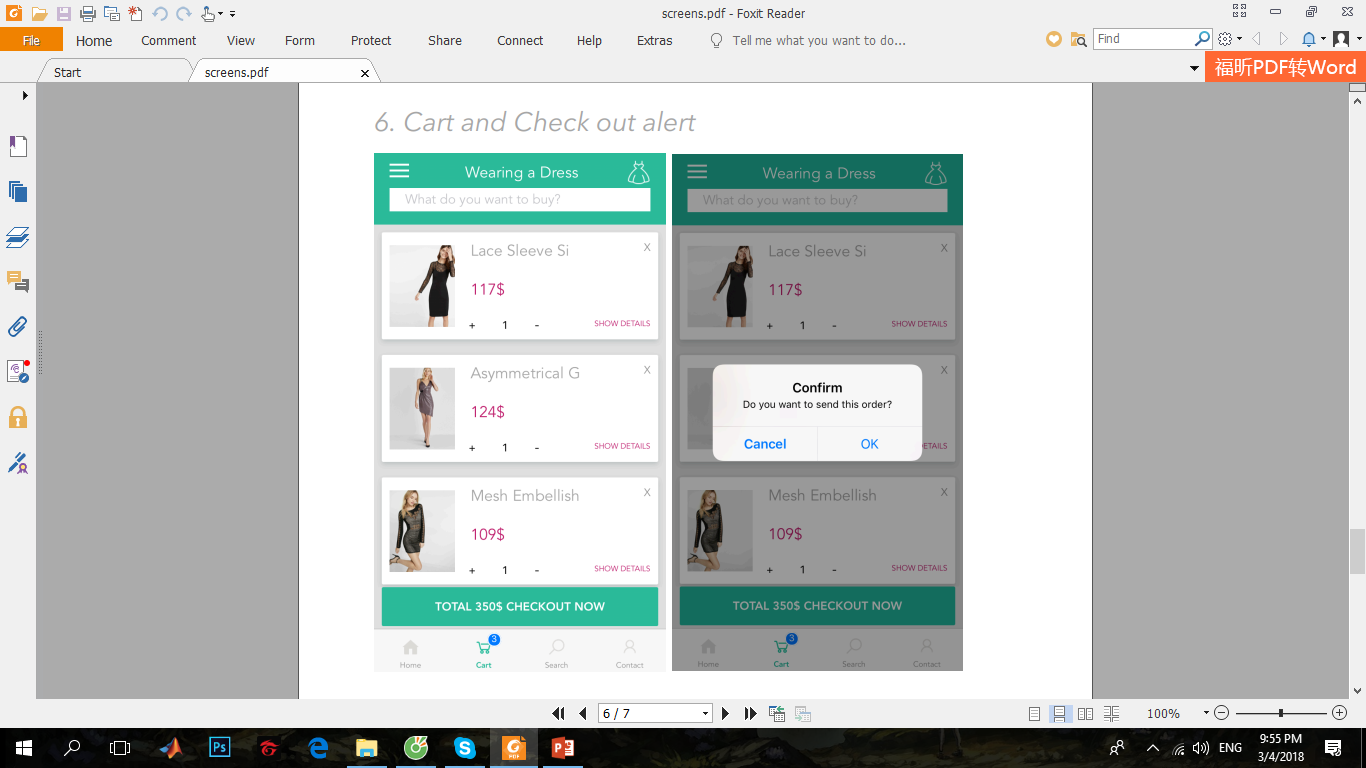 screens.pdf - Foxit Reader
File Home Comment View Form Protect Share Connect Help Extras Tell me what you want to do... Find
Start screens.pdf x 福昕PDF转Word
6. Cart and Check out alert
Wearing a Dress
What do you want to buy?
Lace Sleeve Si X
117$
+ 1 - SHOW DETAILS
Asymmetrical G X
124$
+ 1 - SHOW DETAILS
Mesh Embellish X
109$
+ 1 - SHOW DETAILS
TOTAL 350$ CHECKOUT NOW
3
Home Cart Search Contact
Wearing a Dress
What do you want to buy?
Lace Sleeve Si X
117$
+ 1 - SHOW DETAILS
X
Confirm
Do you want to send this order?
Cancel OK
ETAILS
Mesh Embellish X
109$
+ 1 - SHOW DETAILS
TOTAL 350$ CHECKOUT NOW
3
Home Cart Search Contact
6 / 7 100%
Ps PDF ENG 9:55 PM
3/4/2018